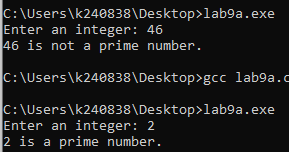 C:\Users\k240838\Desktop>lab9a.exe
Enter an integer: 46
46 is not a prime number.
C:\Users\k240838\Desktop>gcc lab9a.c
C:\Users\k240838\Desktop>lab9a.exe
Enter an integer: 2
2 is a prime number.